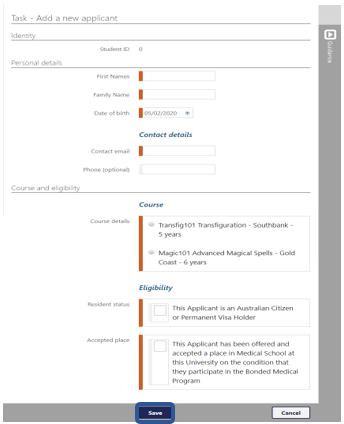 Task - Add a new applicant
Guidance
Identity
Student ID 0
Personal details
First Names
Family Name
Date of birth 05/02/2020
Contact details
Contact email
Phone (optional)
Course and eligibility
Course
Course details
Transfig101 Transfiguration - Southbank -
5 years
Magic101 Advanced Magical Spells - Gold
Coast - 6 years
Eligibility
Resident status
This Applicant is an Australian Citizen
or Permanent Visa Holder
Accepted place
This Applicant has been offered and
accepted a place in Medical School at
this University on the condition that
they participate in the Bonded Medical
Program
Save Cancel